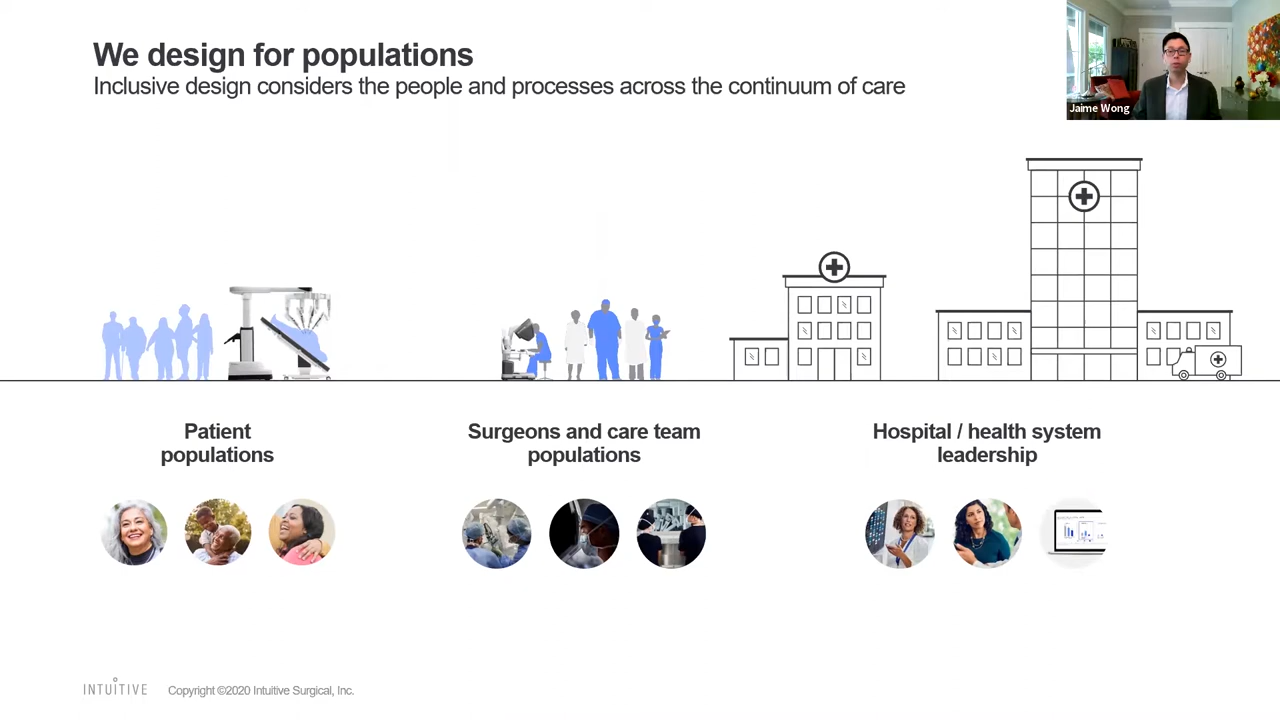 We design for populations
Inclusive design considers the people and processes across the continuum of care
Jaime Wong
Patient
populations
Surgeons and care team
populations
Hospital / health system
leadership
INTUITIVE
Copyright ©2020 Intuitive Surgical, Inc.